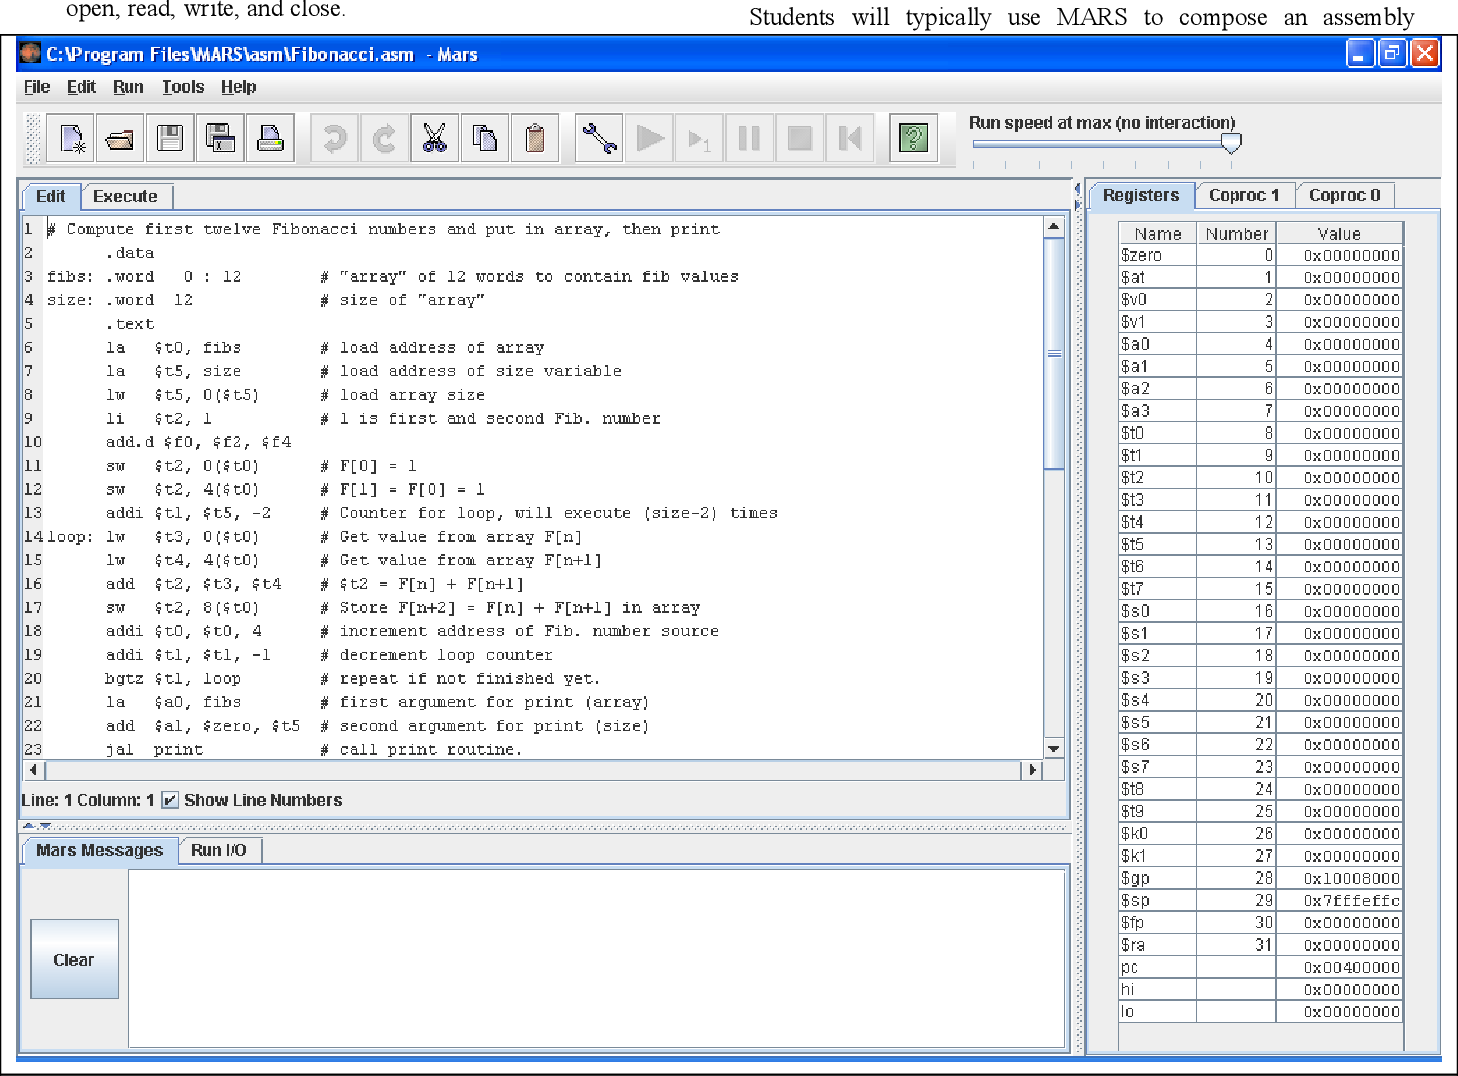 open, read, write, and close.
Students will typically use MARS to compose an assembly
C:\Program Files\MARS\asm\Fibonacci.asm - Mars
File Edit Run Tools Help
Run speed at max (no interaction)
Edit Execute
1 # Compute first twelve Fibonacci numbers and put in array, then print
2 .data
3 fibs: .word 0 : 12 # "array" of 12 words to contain fib values
4 size: .word 12 # size of "array"
5 .text
6 la $t0, fibs # load address of array
7 la $t5, size # load address of size variable
8 lw $t5, 0($t5) # load array size
9 li $t2, 1 # 1 is first and second Fib. number
10 add.d $f0, $f2, $f4
11 sw $t2, 0($t0) # F[0] = 1
12 sw $t2, 4($t0) # F[1] = F[0] = 1
13 addi $t1, $t5, -2 # Counter for loop, will execute (size-2) times
14 loop: lw $t3, 0($t0) # Get value from array F[n]
15 lw $t4, 4($t0) # Get value from array F[n+1]
16 add $t2, $t3, $t4 # $t2 = F[n] + F[n+1]
17 sw $t2, 8($t0) # Store F[n+2] = F[n] + F[n+1] in array
18 addi $t0, $t0, 4 # increment address of Fib. number source
19 addi $t1, $t1, -1 # decrement loop counter
20 bgtz $t1, loop # repeat if not finished yet.
21 la $a0, fibs # first argument for print (array)
22 add $a1, $zero, $t5 # second argument for print (size)
23 jal print # call print routine.
Line: 1 Column: 1 Show Line Numbers
Mars Messages Run I/O
Clear
Registers Coproc 1 Coproc 0
Name Number Value
$zero 0 0x00000000
$at 1 0x00000000
$v0 2 0x00000000
$v1 3 0x00000000
$a0 4 0x00000000
$a1 5 0x00000000
$a2 6 0x00000000
$a3 7 0x00000000
$t0 8 0x00000000
$t1 9 0x00000000
$t2 10 0x00000000
$t3 11 0x00000000
$t4 12 0x00000000
$t5 13 0x00000000
$t6 14 0x00000000
$t7 15 0x00000000
$s0 16 0x00000000
$s1 17 0x00000000
$s2 18 0x00000000
$s3 19 0x00000000
$s4 20 0x00000000
$s5 21 0x00000000
$s6 22 0x00000000
$s7 23 0x00000000
$t8 24 0x00000000
$t9 25 0x00000000
$k0 26 0x00000000
$k1 27 0x00000000
$gp 28 0x10008000
$sp 29 0x7fffeffc
$fp 30 0x00000000
$ra 31 0x00000000
pc 0x00400000
hi 0x00000000
lo 0x00000000